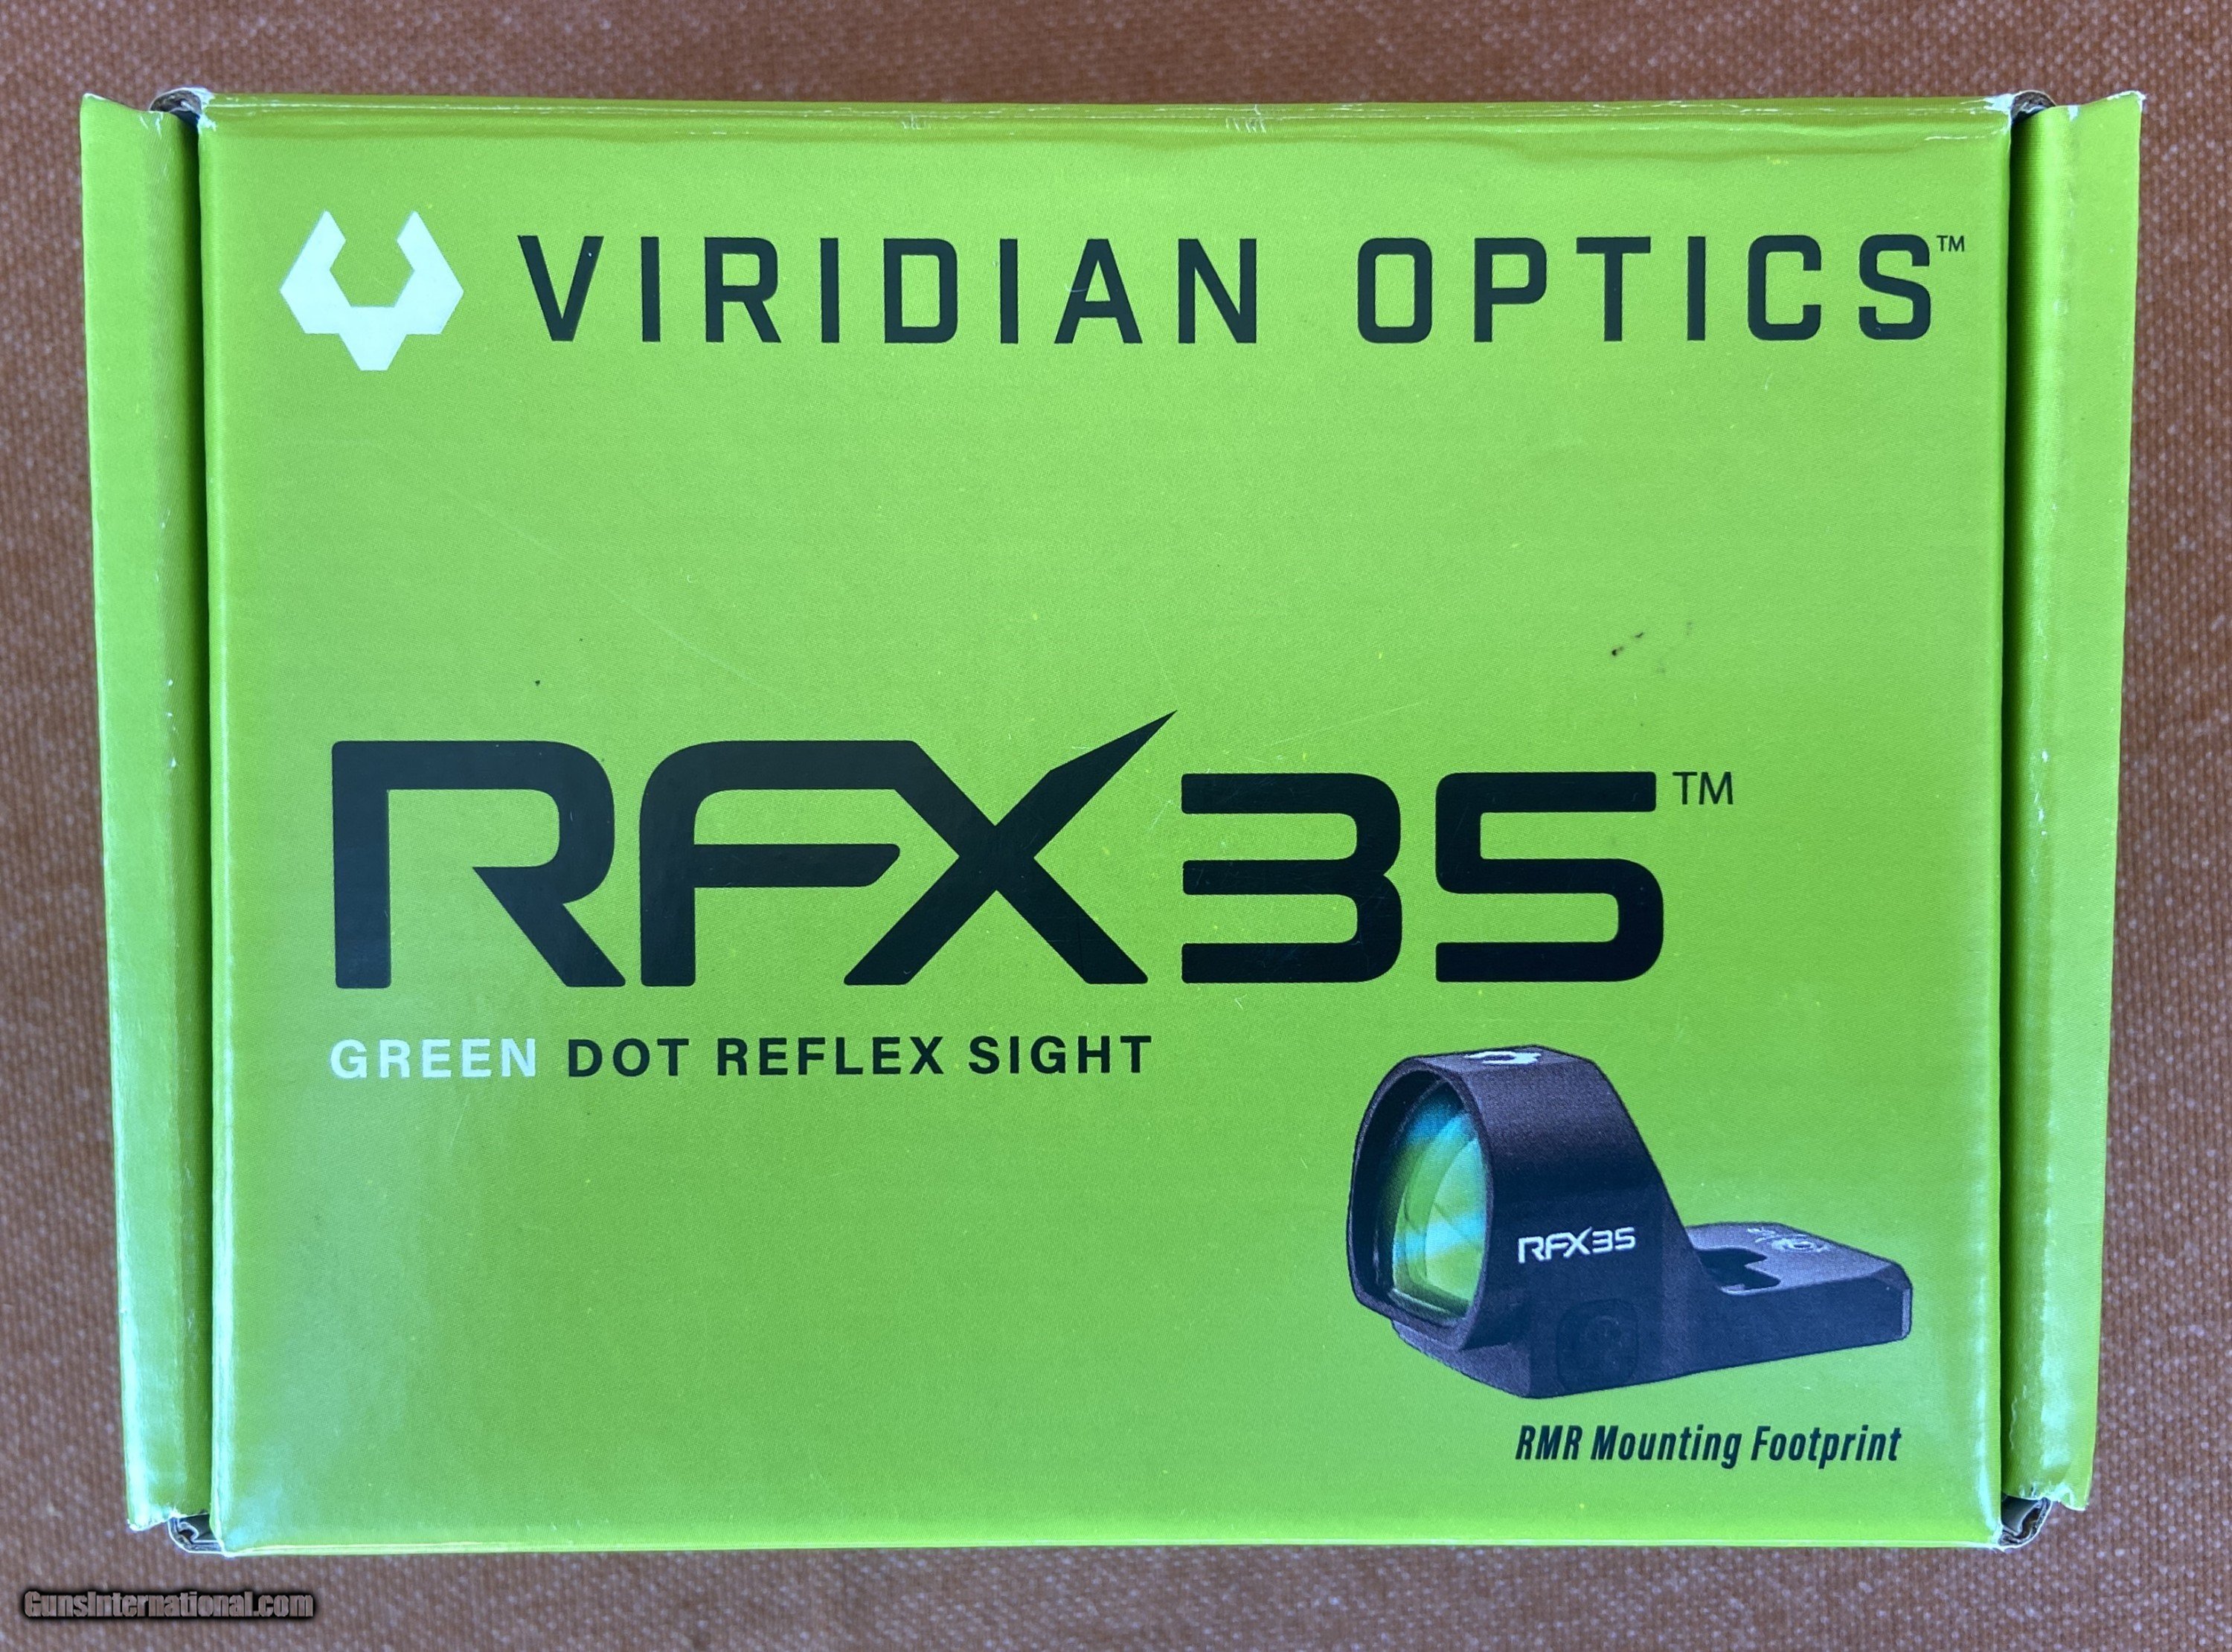 VIRIDIAN OPTICS™
RFX35™
GREEN DOT REFLEX SIGHT
RFX35
RMR Mounting Footprint
GunsInternational.com